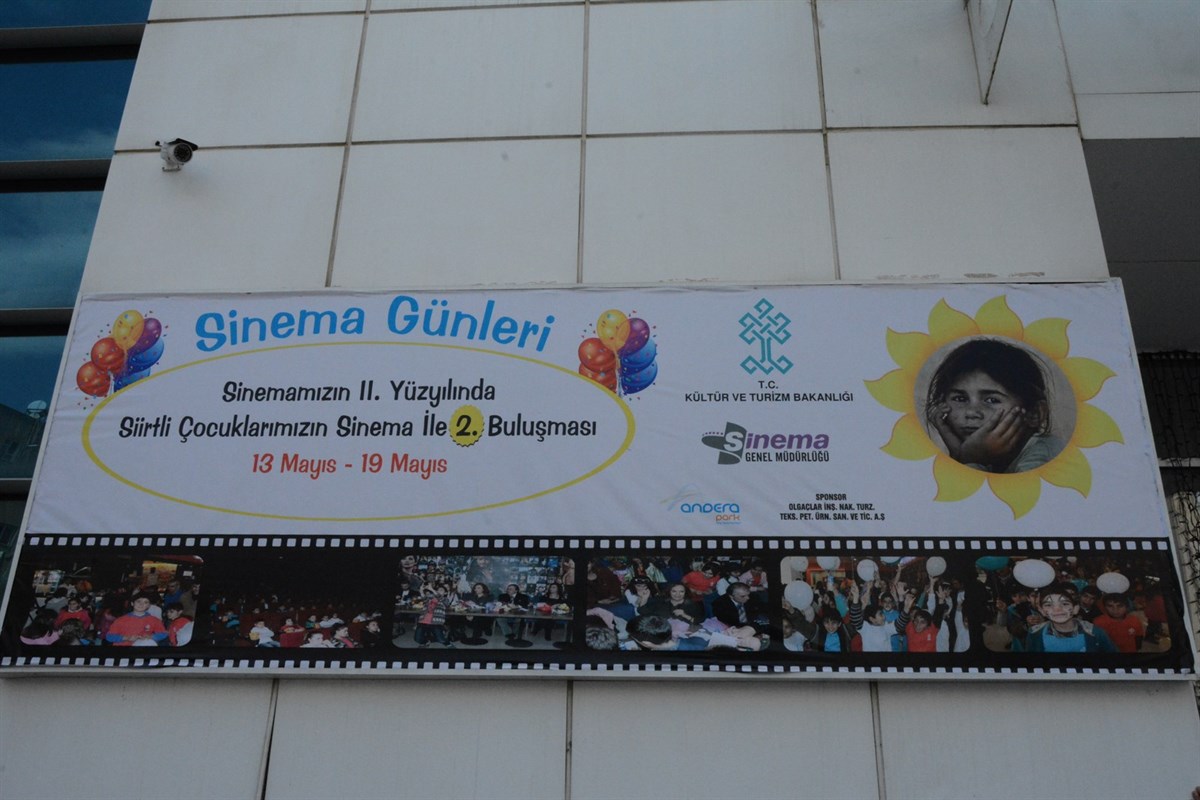 Sinema Günleri
Sinemamızın II. Yüzyılında
Siirtli Çocuklarımızın Sinema İle 2. Buluşması
13 Mayıs - 19 Mayıs
T.C.
KÜLTÜR VE TURİZM BAKANLIĞI
Sinema
GENEL MÜDÜRLÜĞÜ
ANDERA
park
SPONSOR
OLGAÇLAR İNŞ. NAK. TURZ.
TEKS. PET. ÜRN. SAN. VE TİC. A.Ş